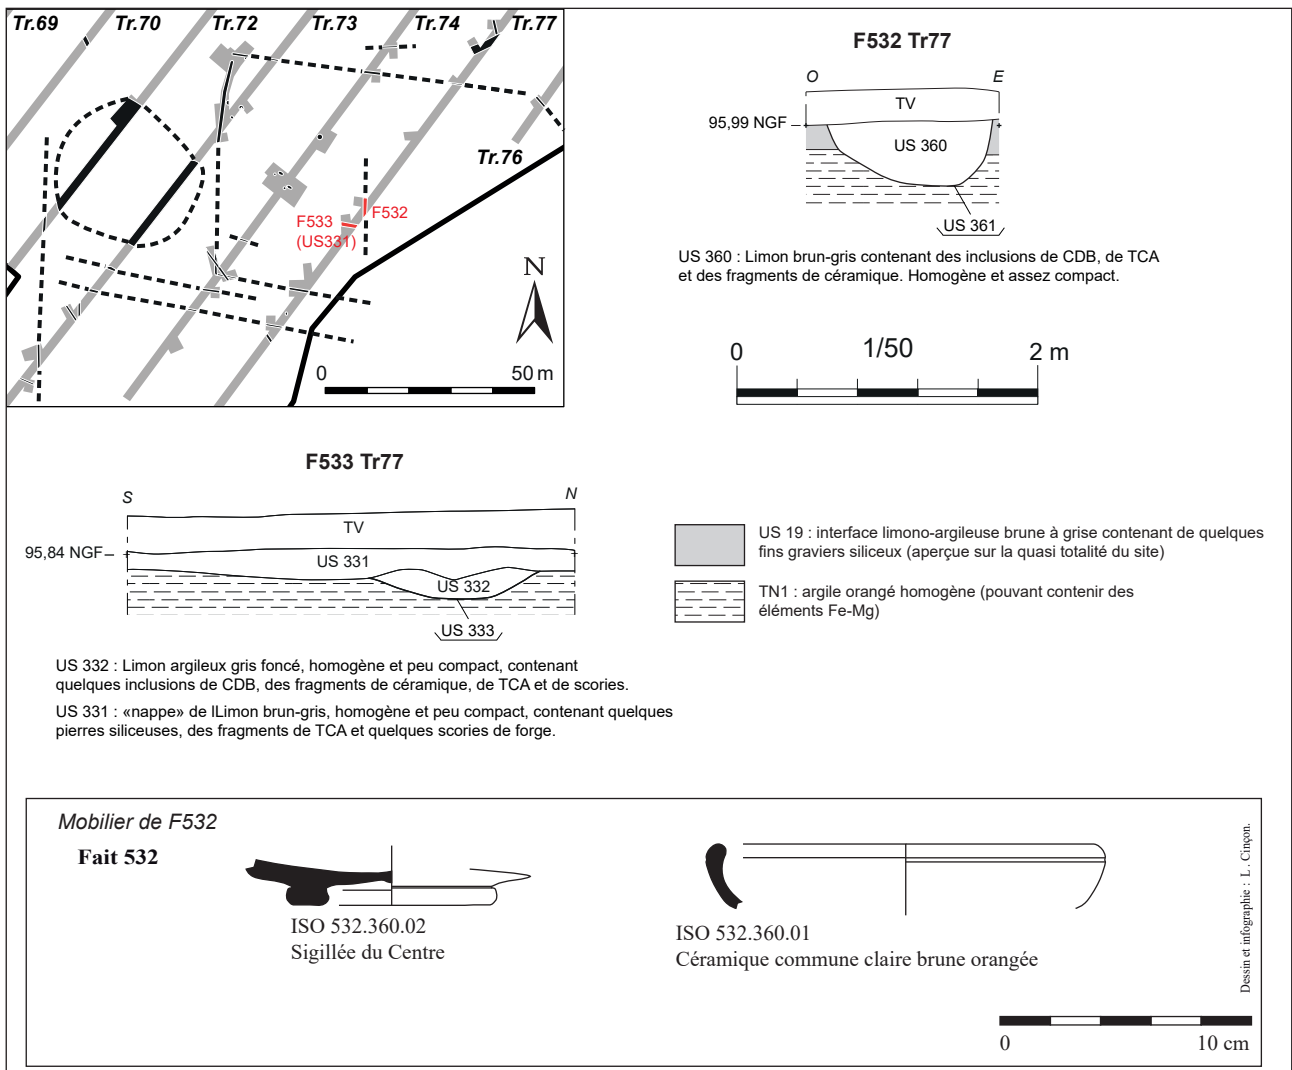 Tr.69 Tr.70 Tr.72 Tr.73 Tr.74 Tr.77
Tr.76
F532
F533
(US331)
N
0 50 m
F532 Tr77
O E
TV
95,99 NGF
US 360
US 361
US 360 : Limon brun-gris contenant des inclusions de CDB, de TCA
et des fragments de céramique. Homogène et assez compact.
0 1/50 2 m
F533 Tr77
S N
TV
95,84 NGF
US 331
US 332
US 333
US 332 : Limon argileux gris foncé, homogène et peu compact, contenant
quelques inclusions de CDB, des fragments de céramique, de TCA et de scories.
US 331 : «nappe» de lLimon brun-gris, homogène et peu compact, contenant quelques
pierres siliceuses, des fragments de TCA et quelques scories de forge.
US 19 : interface limono-argileuse brune à grise contenant de quelques
fins graviers siliceux (aperçue sur la quasi totalité du site)
TN1 : argile orangé homogène (pouvant contenir des
éléments Fe-Mg)
Mobilier de F532
Fait 532
ISO 532.360.02
Sigillée du Centre
ISO 532.360.01
Céramique commune claire brune orangée
Dessin et infographie : L . Cinçon.
0 10 cm